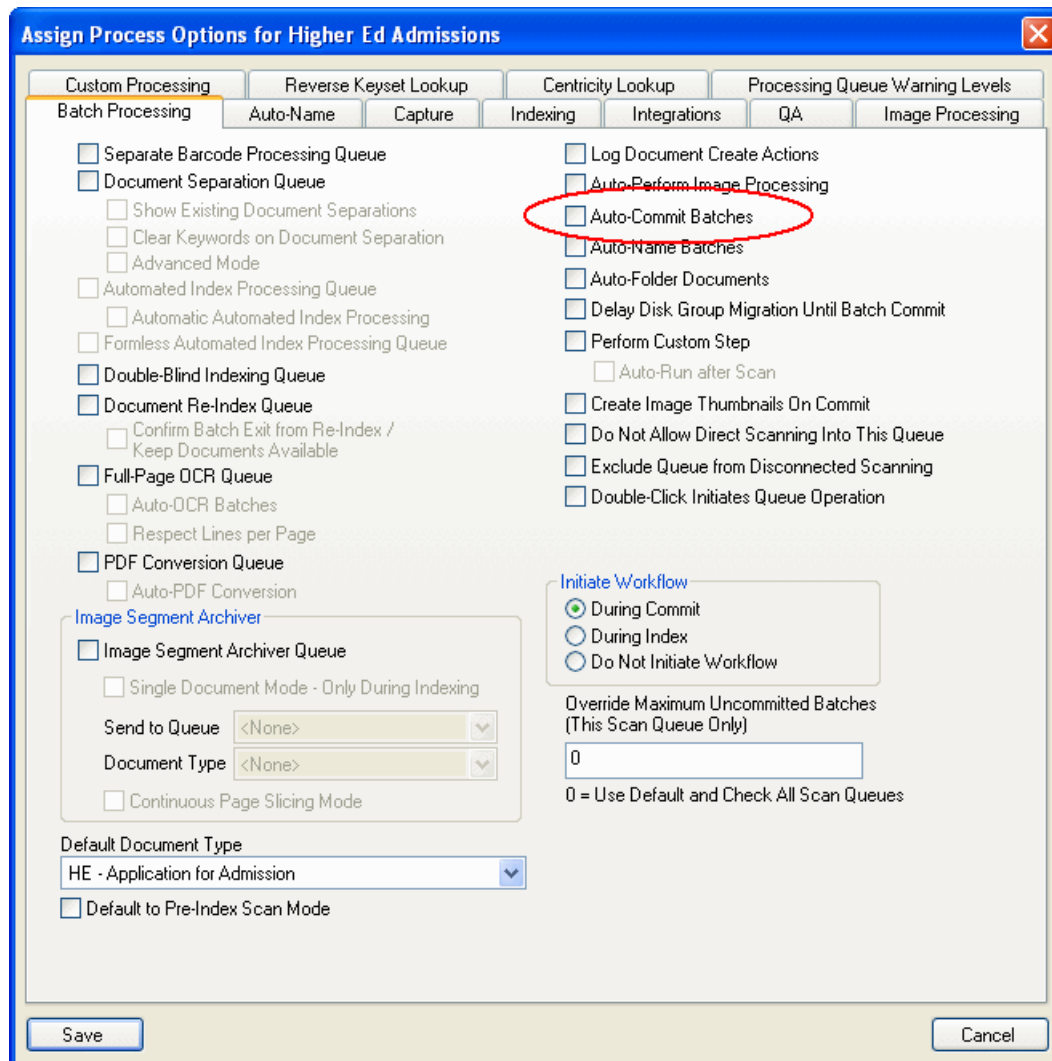 Assign Process Options for Higher Ed Admissions
Custom Processing
Reverse Keyset Lookup
Centricity Lookup
Processing Queue Warning Levels
Batch Processing
Auto-Name
Capture
Indexing
Integrations
QA
Image Processing
Separate Barcode Processing Queue
Document Separation Queue
Show Existing Document Separations
Clear Keywords on Document Separation
Advanced Mode
Automated Index Processing Queue
Automatic Automated Index Processing
Formless Automated Index Processing Queue
Double-Blind Indexing Queue
Document Re-Index Queue
Confirm Batch Exit from Re-Index /
Keep Documents Available
Full-Page OCR Queue
Auto-OCR Batches
Respect Lines per Page
PDF Conversion Queue
Auto-PDF Conversion
Image Segment Archiver
Image Segment Archiver Queue
Single Document Mode - Only During Indexing
Send to Queue
<None>
Document Type
<None>
Continuous Page Slicing Mode
Default Document Type
HE - Application for Admission
Default to Pre-Index Scan Mode
Log Document Create Actions
Auto-Perform Image Processing
Auto-Commit Batches
Auto-Name Batches
Auto-Folder Documents
Delay Disk Group Migration Until Batch Commit
Perform Custom Step
Auto-Run after Scan
Create Image Thumbnails On Commit
Do Not Allow Direct Scanning Into This Queue
Exclude Queue from Disconnected Scanning
Double-Click Initiates Queue Operation
Initiate Workflow
During Commit
During Index
Do Not Initiate Workflow
Override Maximum Uncommitted Batches
(This Scan Queue Only)
0
0 = Use Default and Check All Scan Queues
Save
Cancel